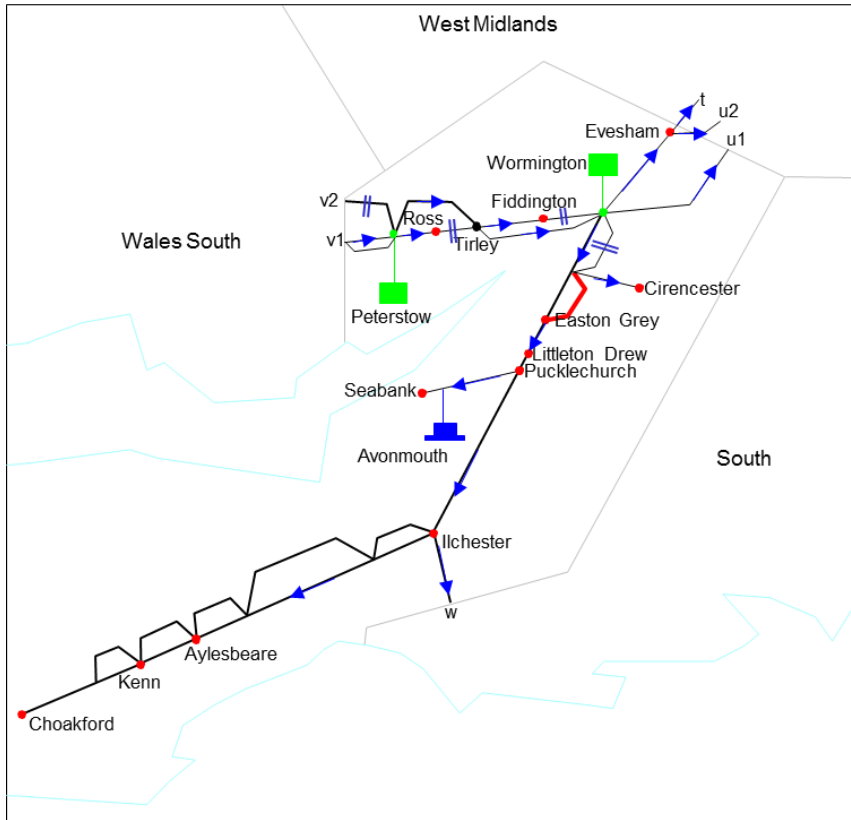 West Midlands
t
u2
Evesham
u1
Wormington
v2
Fiddington
Ross
Wales South
v1
Tirley
Cirencester
Peterstow
Easton Grey
Littleton Drew
Pucklechurch
Seabank
Avonmouth
South
Ilchester
w
Aylesbeare
Kenn
Choakford